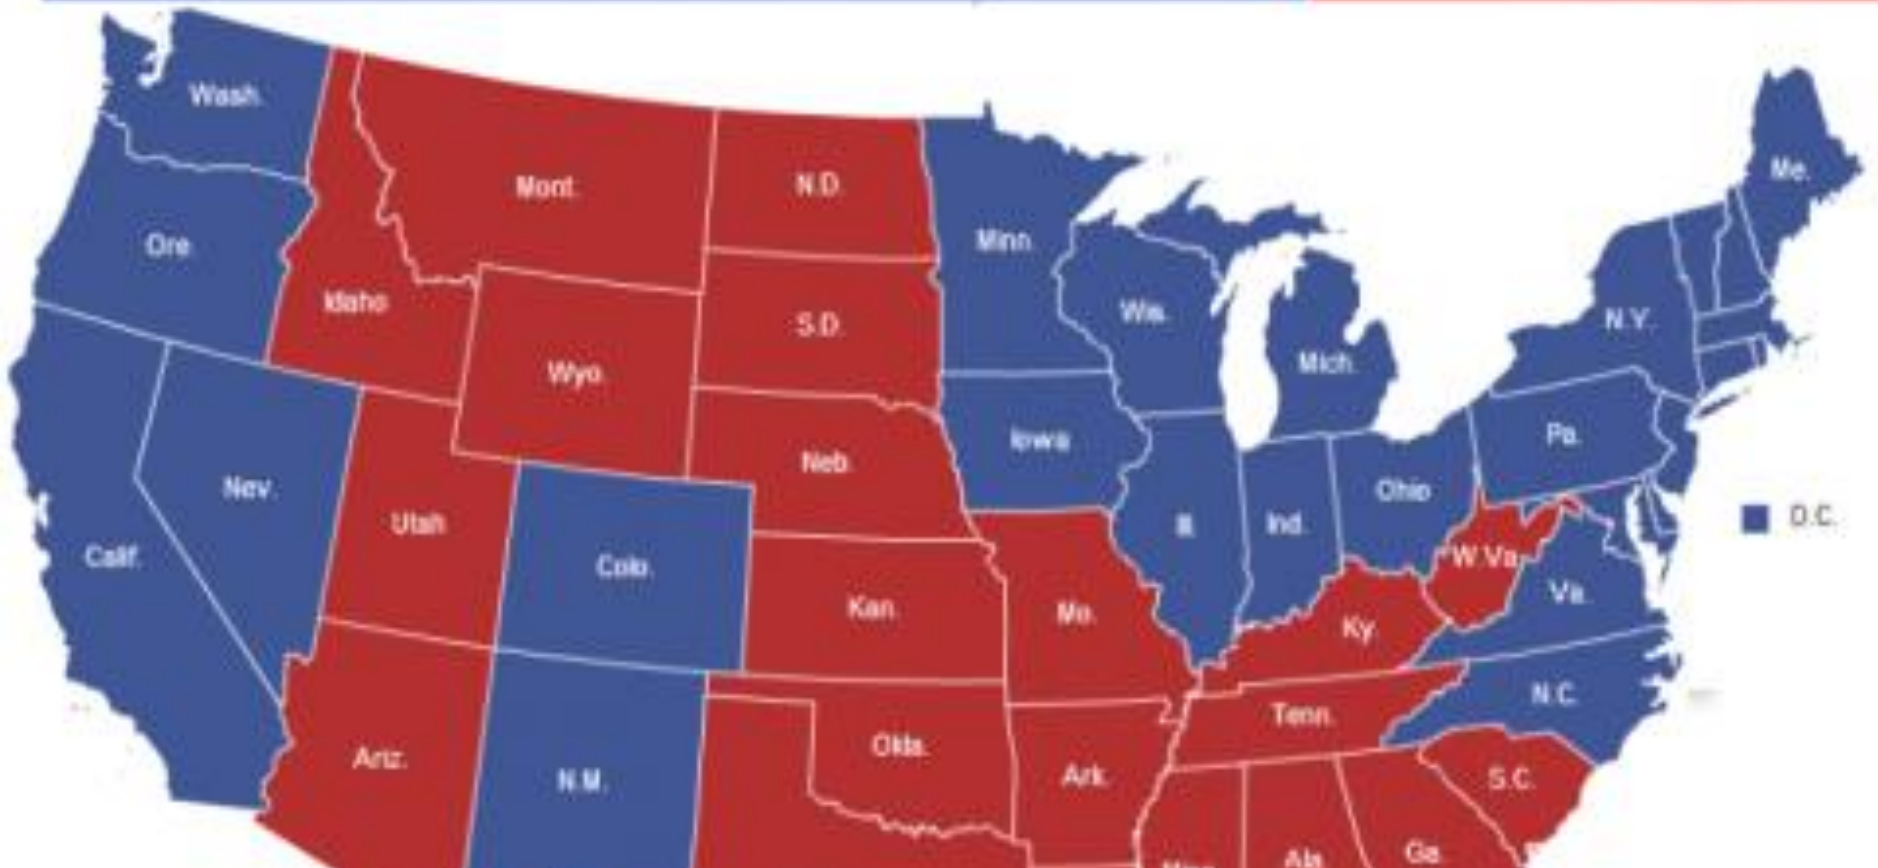 Wash.
Me.
Mont.
N.D.
Ore.
Minn.
Idaho
Wis.
S.D.
N.Y.
Mich.
Wyo.
Pa.
Iowa
Neb.
Nev.
Ohio
D.C.
Utah
Ind.
Calif.
W.Va.
Colo.
Va.
Kan.
Mo.
Ky.
N.C.
Tenn.
Okla.
Ariz.
Ark.
S.C.
N.M.
Ga.
Ala.